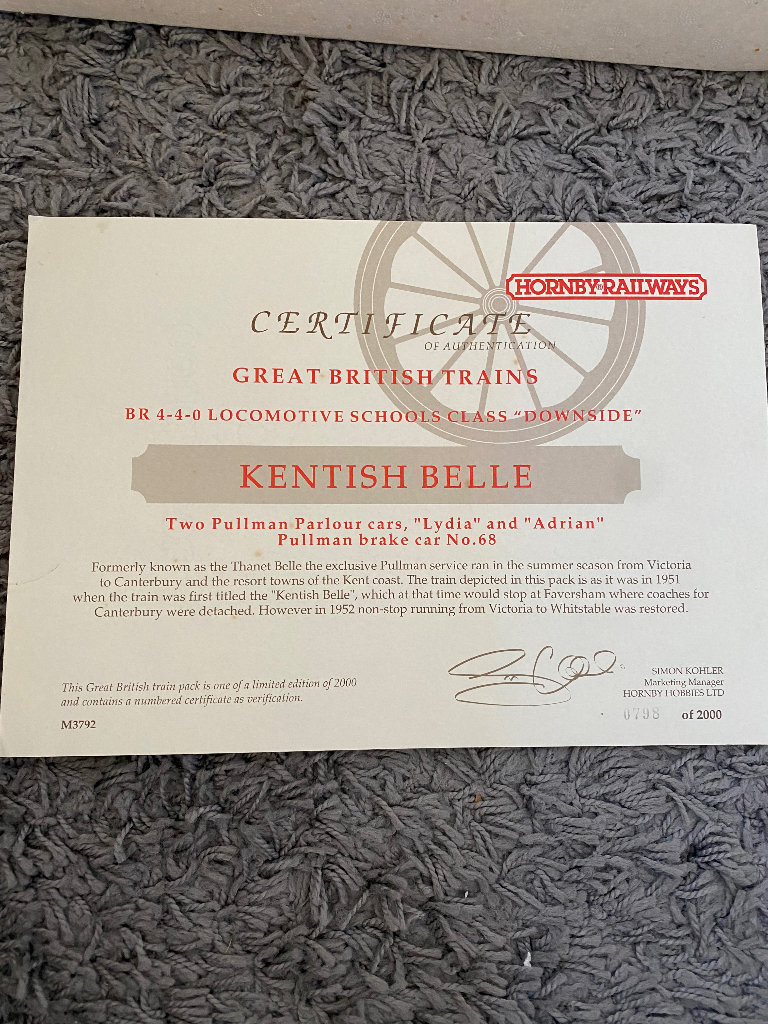 HORNBY® RAILWAYS
CERTIFICATE
OF AUTHENTICATION
GREAT BRITISH TRAINS
BR 4-4-0 LOCOMOTIVE SCHOOLS CLASS "DOWNSIDE"
KENTISH BELLE
Two Pullman Parlour cars, "Lydia" and "Adrian"
Pullman brake car No.68
Formerly known as the Thanet Belle the exclusive Pullman service ran in the summer season from Victoria
to Canterbury and the resort towns of the Kent coast. The train depicted in this pack is as it was in 1951
when the train was first titled the "Kentish Belle", which at that time would stop at Faversham where coaches for
Canterbury were detached. However in 1952 non-stop running from Victoria to Whitstable was restored.
This Great British train pack is one of a limited edition of 2000
and contains a numbered certificate as verification.
M3792
SIMON KOHLER
Marketing Manager
HORNBY HOBBIES LTD
0798 of 2000